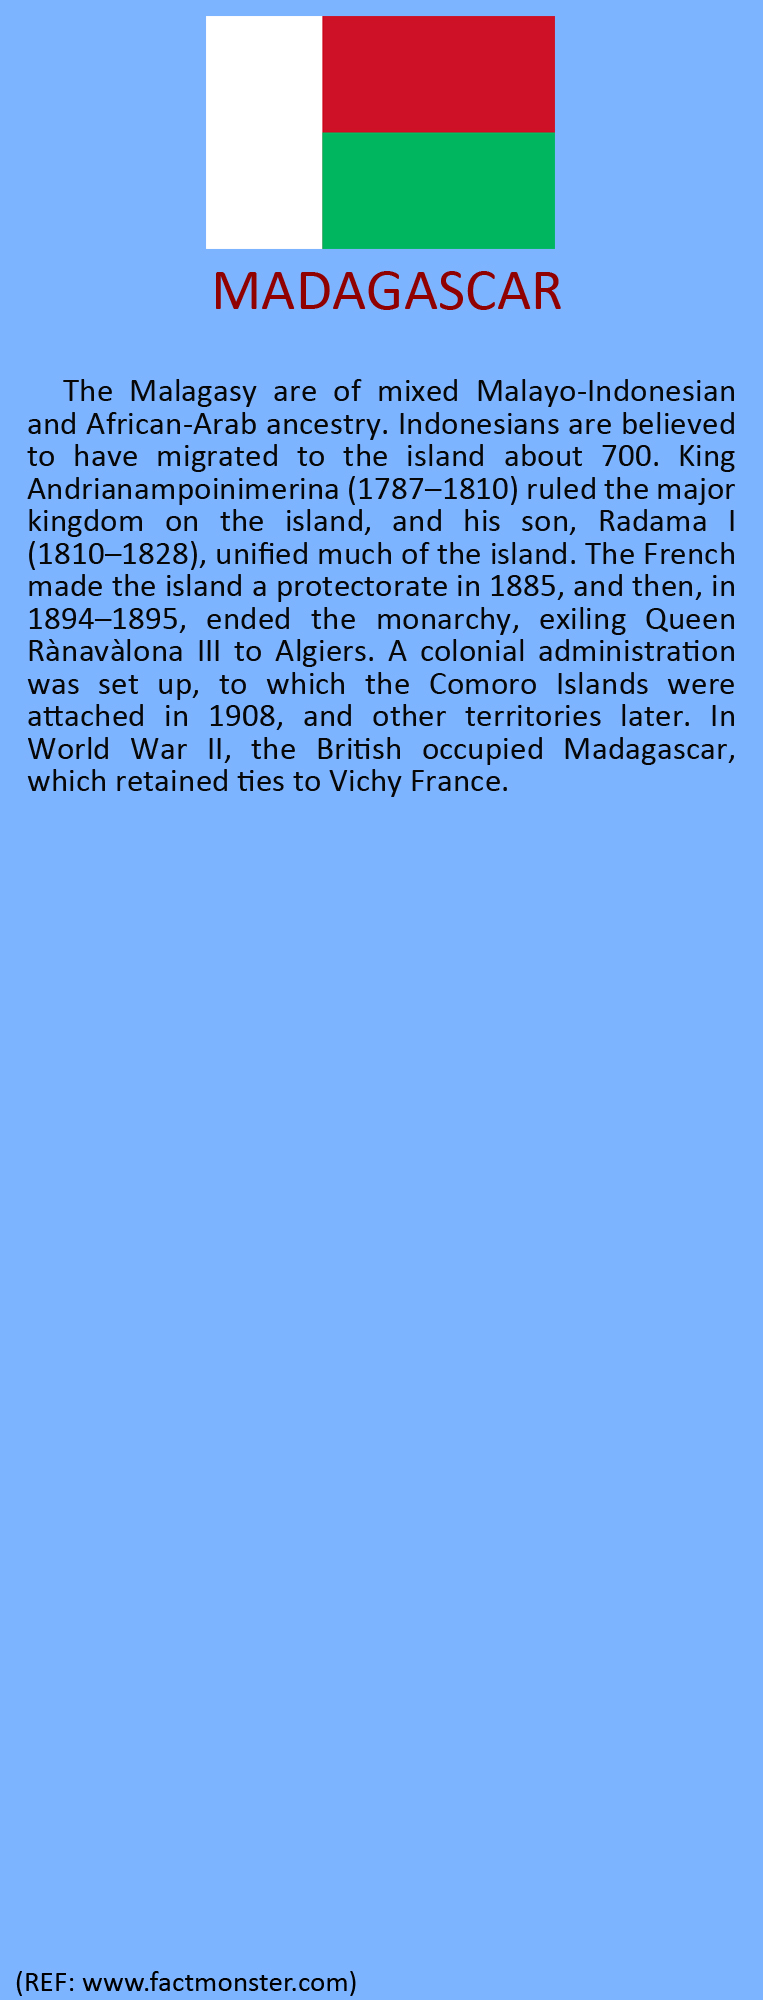 MADAGASCAR
The Malagasy are of mixed Malayo-Indonesian
and African-Arab ancestry. Indonesians are believed
to have migrated to the island about 700. King
Andrianampoinimerina (1787–1810) ruled the major
kingdom on the island, and his son, Radama I
(1810–1828), unified much of the island. The French
made the island a protectorate in 1885, and then, in
1894–1895, ended the monarchy, exiling Queen
Rànavàlona III to Algiers. A colonial administration
was set up, to which the Comoro Islands were
attached in 1908, and other territories later. In
World War II, the British occupied Madagascar,
which retained ties to Vichy France.
(REF: www.factmonster.com)